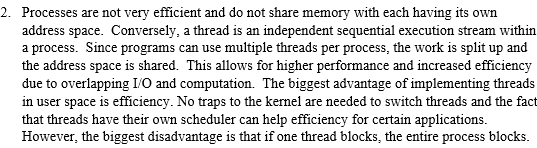 2. Processes are not very efficient and do not share memory with each having its own
address space. Conversely, a thread is an independent sequential execution stream within
a process. Since programs can use multiple threads per process, the work is split up and
the address space is shared. This allows for higher performance and increased efficiency
due to overlapping I/O and computation. The biggest advantage of implementing threads
in user space is efficiency. No traps to the kernel are needed to switch threads and the fact
that threads have their own scheduler can help efficiency for certain applications.
However, the biggest disadvantage is that if one thread blocks, the entire process blocks.